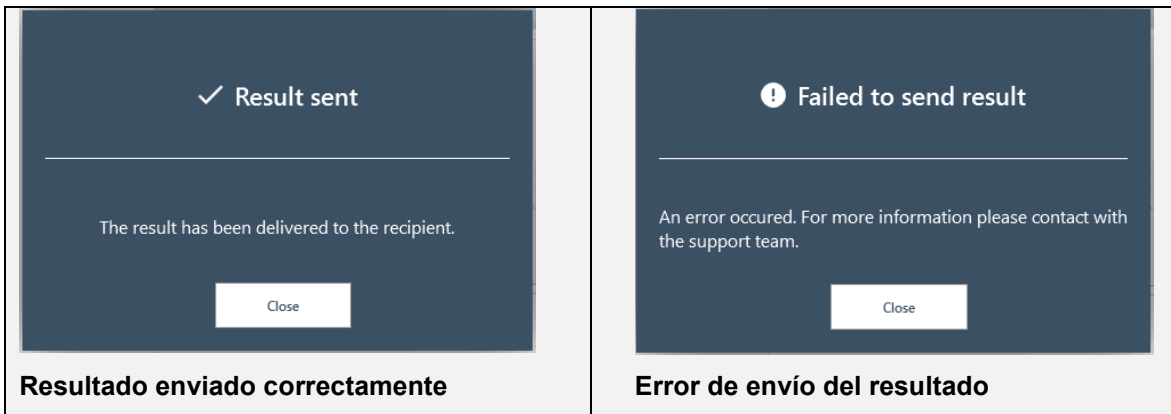 Result sent
The result has been delivered to the recipient.
Close
Resultado enviado correctamente
Failed to send result
An error occured. For more information please contact with
the support team.
Close
Error de envío del resultado